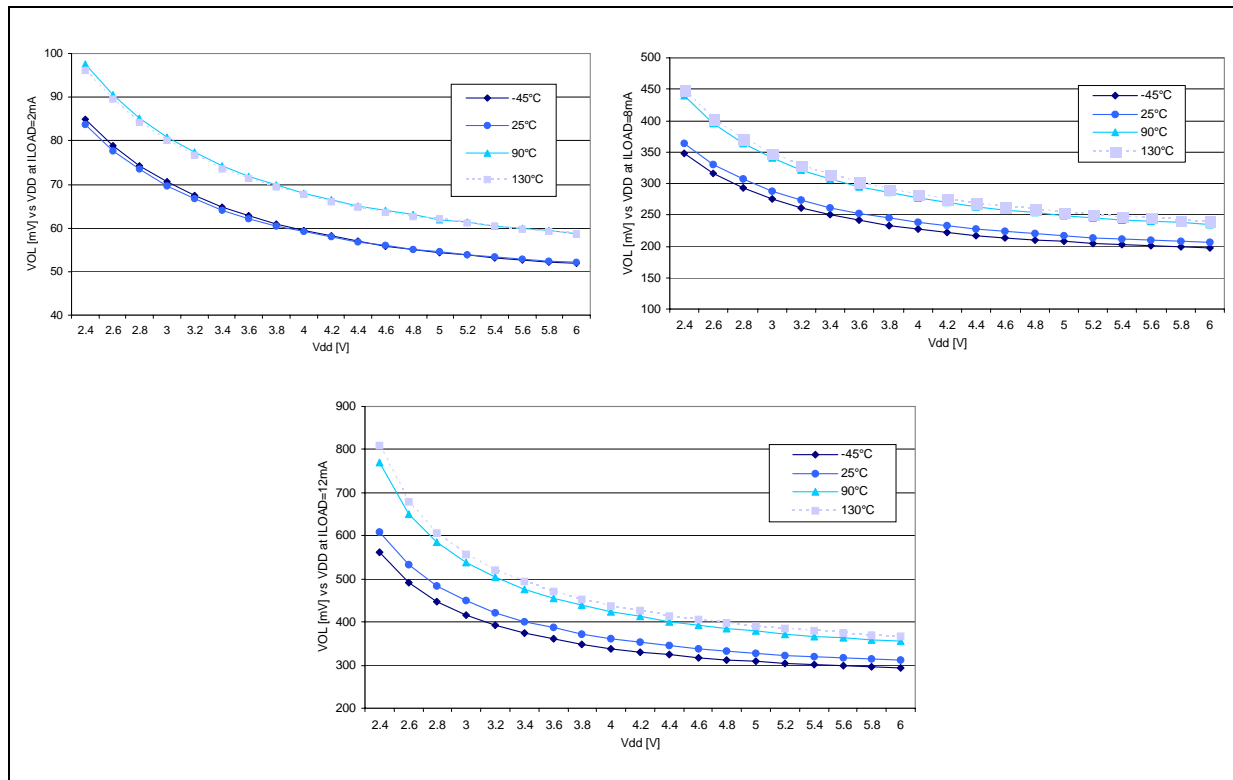 VOL [mV] vs VDD at ILOAD=2mA
100
90
80
70
60
50
40
2.4 2.6 2.8 3 3.2 3.4 3.6 3.8 4 4.2 4.4 4.6 4.8 5 5.2 5.4 5.6 5.8 6
Vdd [V]
-45°C
25°C
90°C
130°C
VOL [mV] vs VDD at ILOAD=8mA
500
450
400
350
300
250
200
150
100
2.4 2.6 2.8 3 3.2 3.4 3.6 3.8 4 4.2 4.4 4.6 4.8 5 5.2 5.4 5.6 5.8 6
Vdd [V]
-45°C
25°C
90°C
130°C
VOL [mV] vs VDD at ILOAD=12mA
900
800
700
600
500
400
300
200
2.4 2.6 2.8 3 3.2 3.4 3.6 3.8 4 4.2 4.4 4.6 4.8 5 5.2 5.4 5.6 5.8 6
Vdd [V]
-45°C
25°C
90°C
130°C